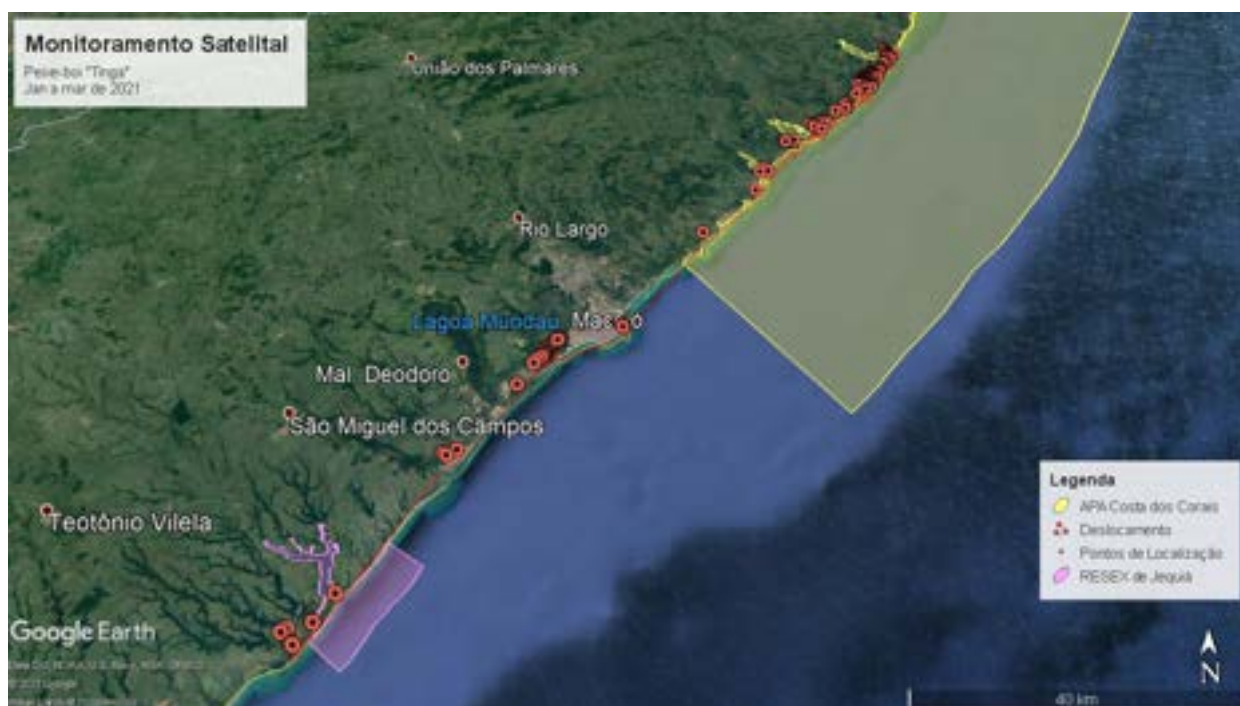 Monitoramento Satelital
Peixe-boi "Tinga"
Jan a mar de 2021
União dos Palmares
Rio Largo
Lagoa Mundaú
Mal. Deodoro
São Miguel dos Campos
Teotônio Vilela
Legenda
APA Costa dos Corais
Deslocamento
Pontos de Localização
RESEX de Jequiá
Google Earth
N
40 km